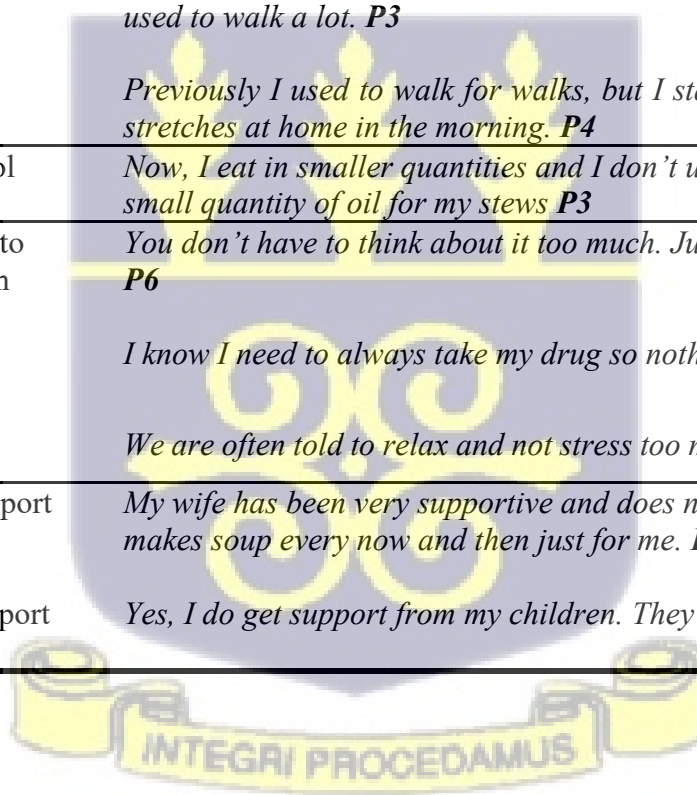 used to walk a lot. P3
Previously I used to walk for walks, but I sta
stretches at home in the morning. P4
ol Now, I eat in smaller quantities and I don't u
small quantity of oil for my stews P3
to You don't have to think about it too much. Ju
n P6
I know I need to always take my drug so noth
We are often told to relax and not stress too n
port My wife has been very supportive and does n
makes soup every now and then just for me. I
port Yes, I do get support from my children. They
INTEGRI PROCEDAMUS